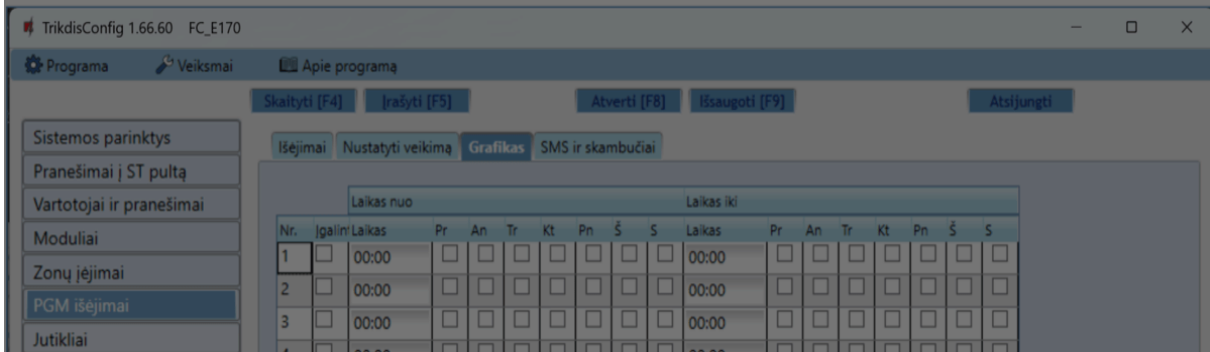 TrikdisConfig 1.66.60 FC_E170
Programa Veiksmai Apie programą
Skaityti [F4] Įrašyti [F5] Atverti [F8] Išsaugoti [F9] Atsijungti
Sistemos parinktys
Pranešimai į ST pultą
Vartotojai ir pranešimai
Moduliai
Zonų įėjimai
PGM išėjimai
Jutikliai
Išėjimai Nustatyti veikimą Grafikas SMS ir skambučiai
Laikas nuo Laikas iki
Nr. Įgalin Laikas Pr An Tr Kt Pn Š S Laikas Pr An Tr Kt Pn Š S
1 00:00 00:00
2 00:00 00:00
3 00:00 00:00